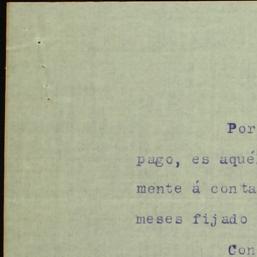 Por
pago, es aqué
mente á conta
meses fijado
Con